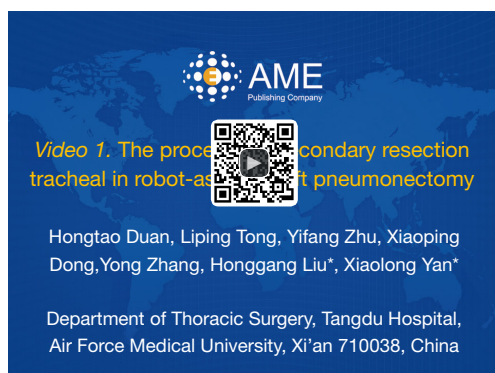 E AME
Publishing Company
Video 1. The proce condary resection
tracheal in robot-as ft pneumonectomy
Hongtao Duan, Liping Tong, Yifang Zhu, Xiaoping
Dong,Yong Zhang, Honggang Liu*, Xiaolong Yan*
Department of Thoracic Surgery, Tangdu Hospital,
Air Force Medical University, Xi’an 710038, China